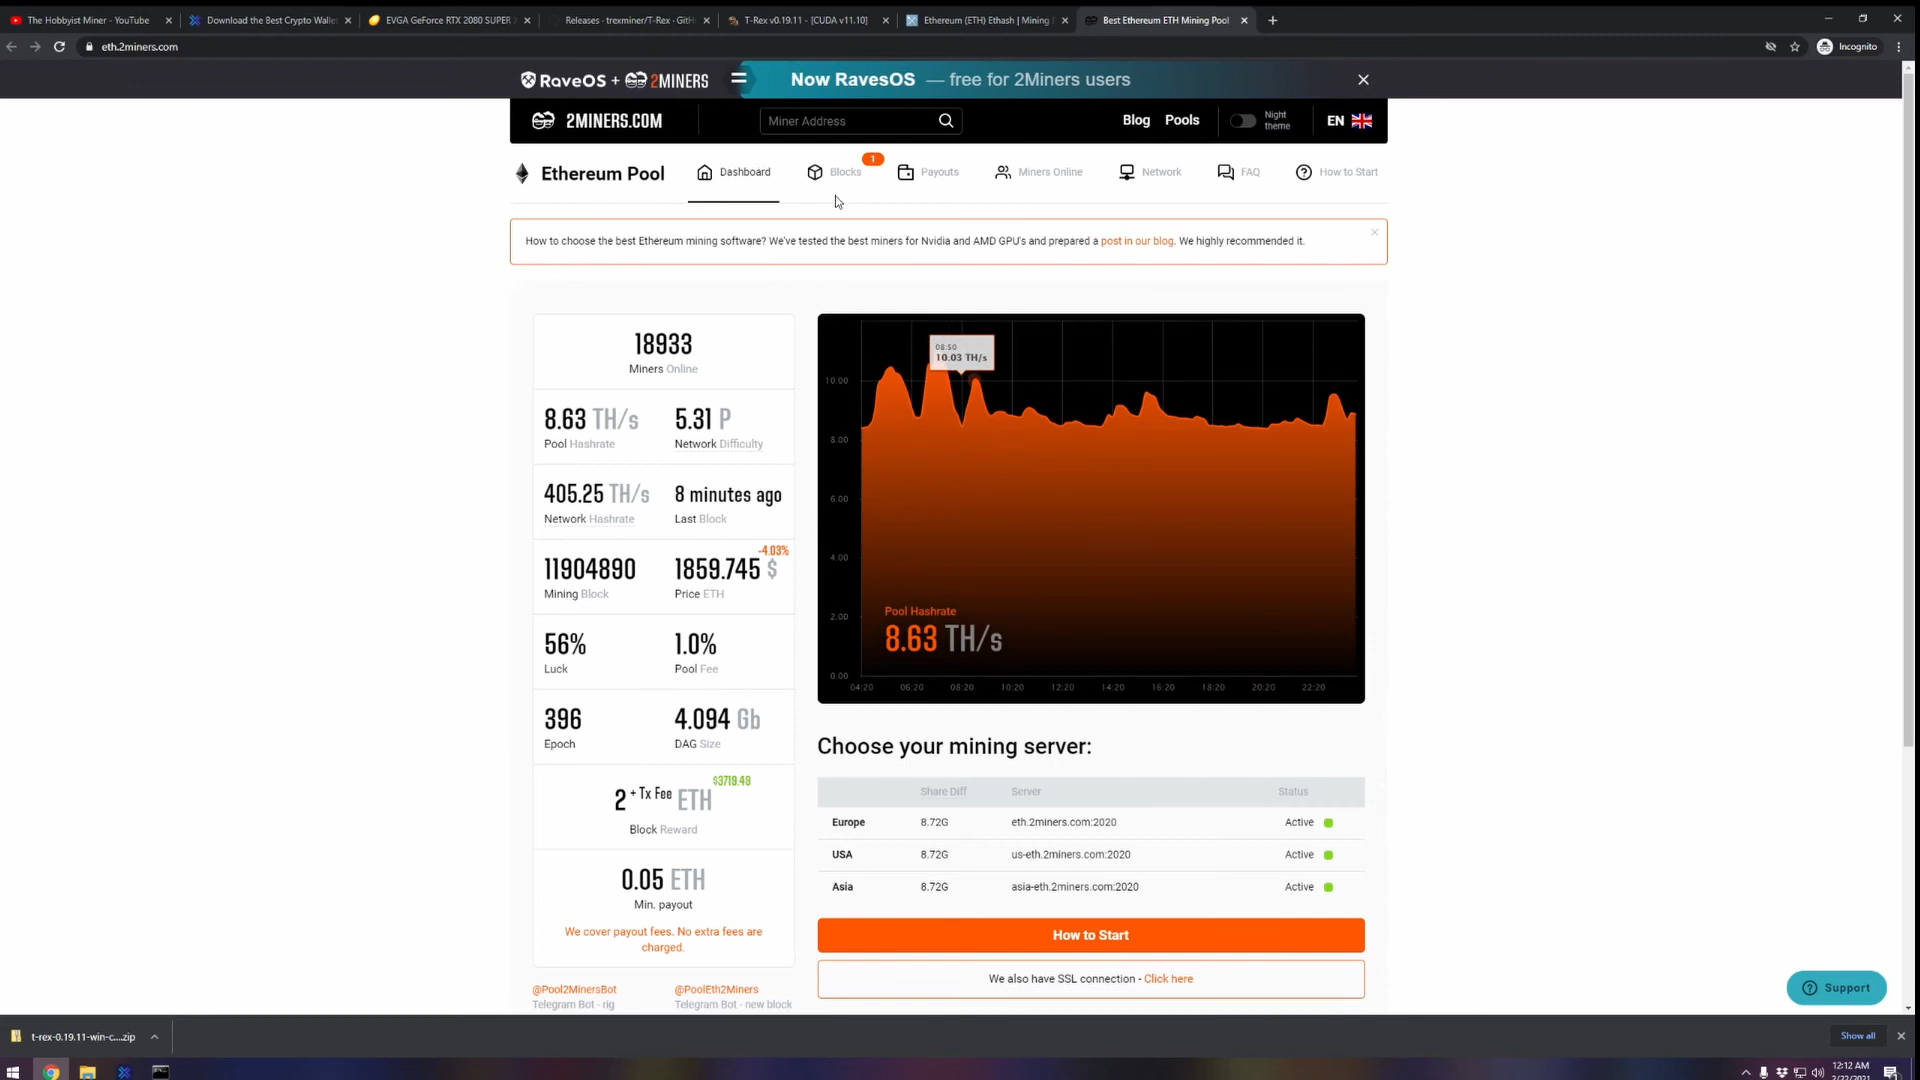 The Hobbyist Miner - YouTube
Download the Best Crypto Walle
EVGA GeForce RTX 2080 SUPER
Releases · trexminer/T-Rex · GitH
T-Rex v0.19.11 - [CUDA v11.10]
Ethereum (ETH) Ethash | Mining
Best Ethereum ETH Mining Pool
eth.2miners.com
Incognito
RaveOS + 2MINERS =
Now RavesOS — free for 2Miners users
2MINERS.COM
Miner Address
Blog
Pools
Night
theme
EN
Ethereum Pool
Dashboard
Blocks
1
Payouts
Miners Online
Network
FAQ
How to Start
How to choose the best Ethereum mining software? We've tested the best miners for Nvidia and AMD GPU's and prepared a post in our blog. We highly recommended it.
18933
Miners Online
8.63 TH/s
Pool Hashrate
5.31 P
Network Difficulty
405.25 TH/s
Network Hashrate
8 minutes ago
Last Block
11904890
Mining Block
-4.03%
1859.745 $
Price ETH
56%
Luck
1.0%
Pool Fee
396
Epoch
4.094 Gb
DAG Size
$3719.49
2 + Tx Fee ETH
Block Reward
0.05 ETH
Min. payout
We cover payout fees. No extra fees are
charged.
@Pool2MinersBot
Telegram Bot - rig
@PoolEth2Miners
Telegram Bot - new block
08:50
10.03 TH/s
10.00
8.00
6.00
4.00
2.00
0.00
Pool Hashrate
8.63 TH/s
04:20 06:20 08:20 10:20 12:20 14:20 16:20 18:20 20:20 22:20
Choose your mining server:
Share Diff Server Status
Europe 8.72G eth.2miners.com:2020 Active
USA 8.72G us-eth.2miners.com:2020 Active
Asia 8.72G asia-eth.2miners.com:2020 Active
How to Start
We also have SSL connection - Click here
Support
t-rex-0.19.11-win-c....zip
Show all
12:12 AM
2/22/2021